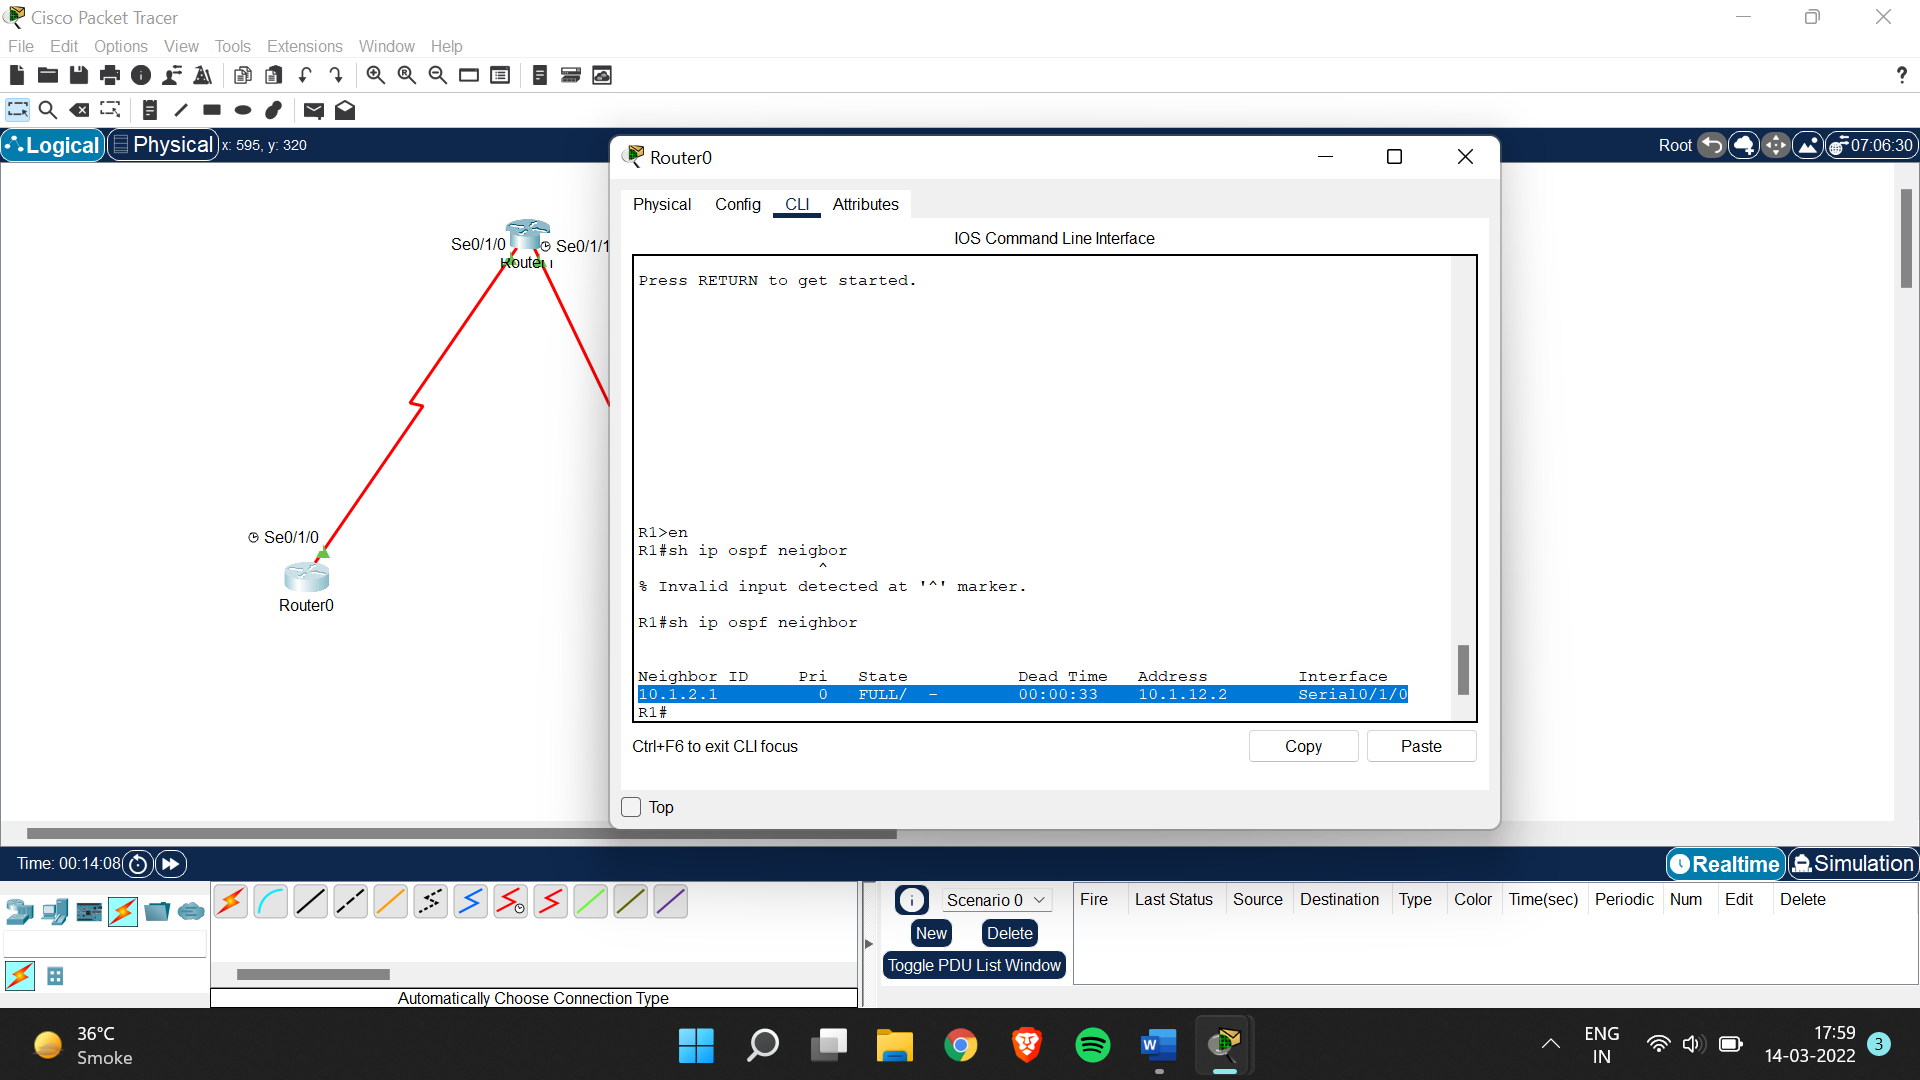 Cisco Packet Tracer
File Edit Options View Tools Extensions Window Help
Logical Physical x: 595, y: 320
Root 07:06:30
Router0
Physical Config CLI Attributes
IOS Command Line Interface
Se0/1/0 Se0/1/1
Press RETURN to get started.
Se0/1/0
Router0
R1>en
R1#sh ip ospf neigbor
^
% Invalid input detected at '^' marker.
R1#sh ip ospf neighbor
Neighbor ID Pri State Dead Time Address Interface
10.1.2.1 0 FULL/ - 00:00:33 10.1.12.2 Serial0/1/0
R1#
Ctrl+F6 to exit CLI focus
Copy Paste
Top
Time: 00:14:08
Realtime Simulation
Scenario 0
New Delete
Toggle PDU List Window
Fire Last Status Source Destination Type Color Time(sec) Periodic Num Edit Delete
Automatically Choose Connection Type
36°C
Smoke
ENG
IN
17:59
14-03-2022
3